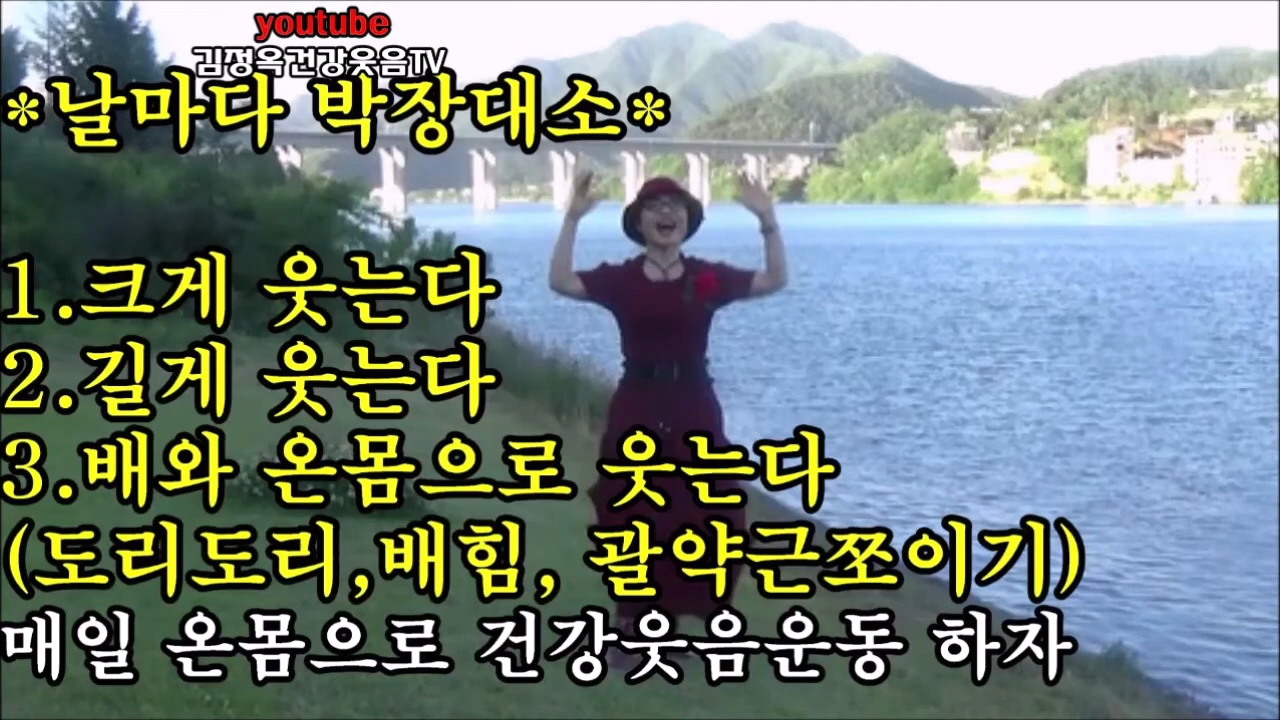 youtube
김정옥건강웃음TV
*날마다 박장대소*
1.크게 웃는다
2.길게 웃는다
3.배와 온몸으로 웃는다
(도리도리,배힘, 괄약근쪼이기)
매일 온몸으로 건강웃음운동 하자